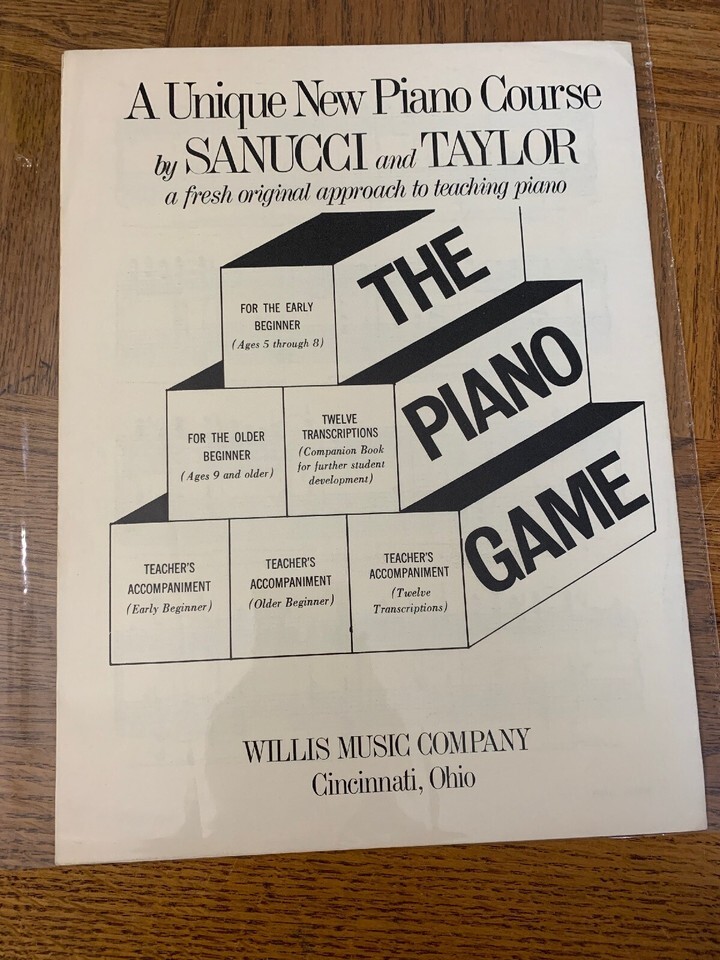 A Unique New Piano Course
by SANUCCI and TAYLOR
a fresh original approach to teaching piano
THE
PIANO
GAME
FOR THE EARLY
BEGINNER
(Ages 5 through 8)
FOR THE OLDER
BEGINNER
(Ages 9 and older)
TWELVE
TRANSCRIPTIONS
(Companion Book
for further student
development)
TEACHER'S
ACCOMPANIMENT
(Early Beginner)
TEACHER'S
ACCOMPANIMENT
(Older Beginner)
TEACHER'S
ACCOMPANIMENT
(Twelve
Transcriptions)
WILLIS MUSIC COMPANY
Cincinnati, Ohio